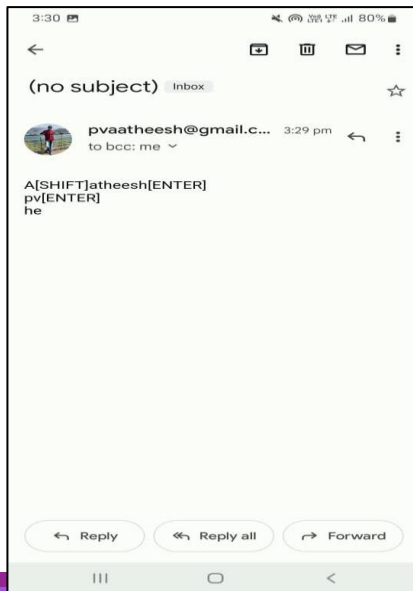 3:30 80%
(no subject) Inbox
pvaatheesh@gmail.c... 3:29 pm
to bcc: me
A[SHIFT]atheesh[ENTER]
pv[ENTER]
he
Reply Reply all Forward